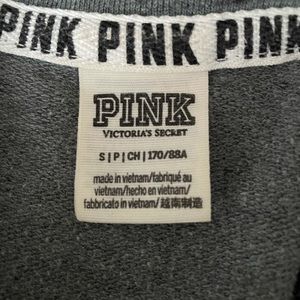 PINK PINK PINK
PINK
VICTORIA'S SECRET
S | P | CH | 170/88A
made in vietnam/fabriqué au
vietnam/hecho en vietnam/
fabbricato in vietnam/越南制造